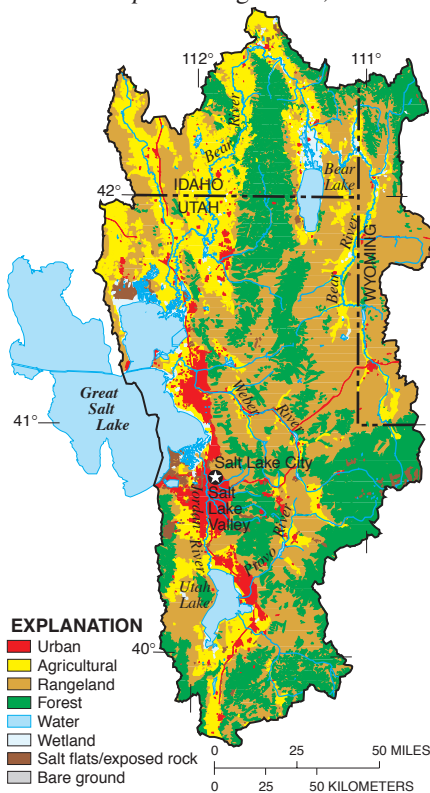 112°
111°
Bear
River
Bear
Lake
42°
IDAHO
UTAH
Bear
River
WYOMING
Great
Salt
Lake
41°
Weber
River
Salt Lake City
Salt
Lake
Valley
Jordan River
Provo
River
Utah
Lake
40°
EXPLANATION
Urban
Agricultural
Rangeland
Forest
Water
Wetland
Salt flats/exposed rock
Bare ground
0 25 50 MILES
0 25 50 KILOMETERS